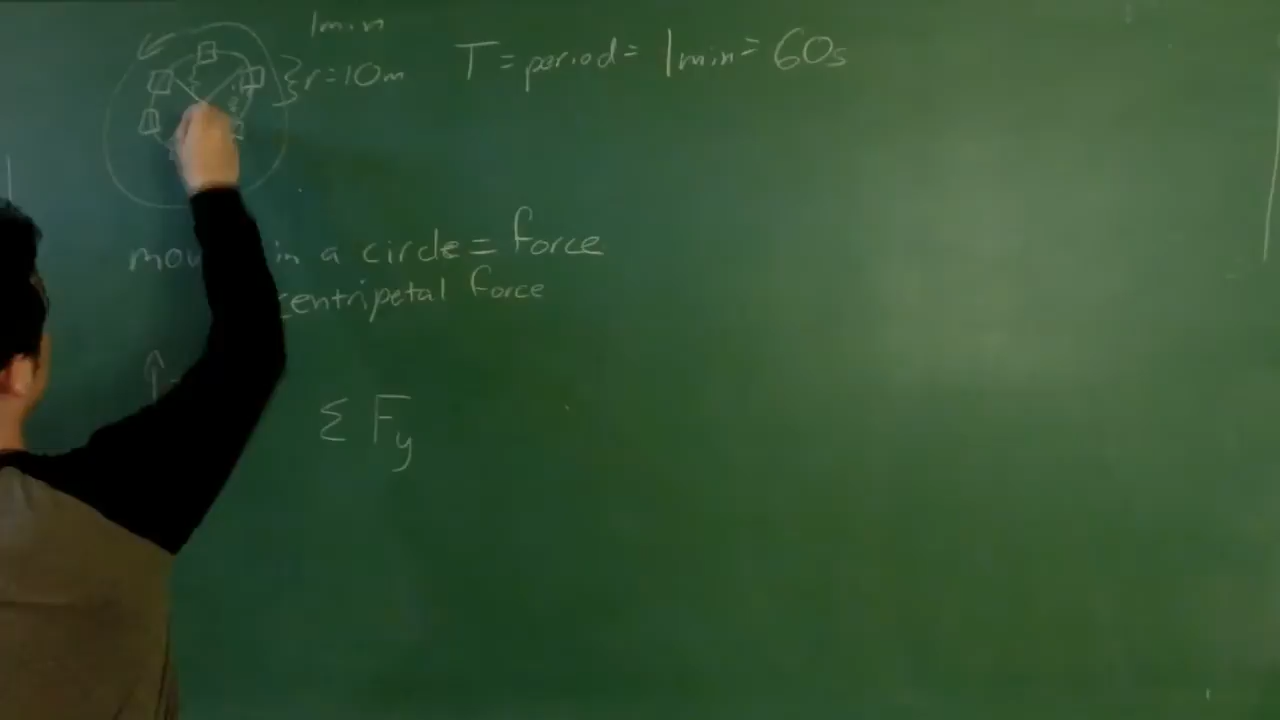 1min
r=10m
T = period = 1min = 60s
in a circle = force
centripetal force
Σ Fy